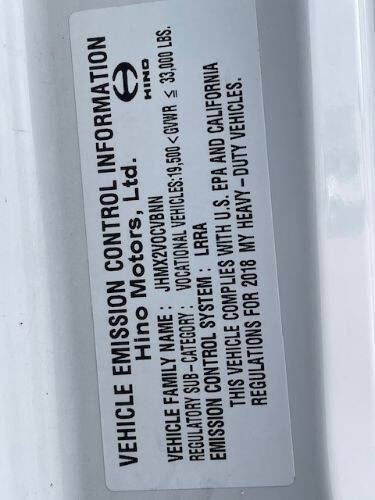 VEHICLE EMISSION CONTROL INFORMATION
Hino Motors, Ltd.
HINO
VEHICLE FAMILY NAME : JHMX2VOCVBNN
REGULATORY SUB-CATEGORY : VOCATIONAL VEHICLES:19,500 < GVWR ≤ 33,000 LBS.
EMISSION CONTROL SYSTEM : LRRA
THIS VEHICLE COMPLIES WITH U.S. EPA AND CALIFORNIA
REGULATIONS FOR 2018 MY HEAVY-DUTY VEHICLES.